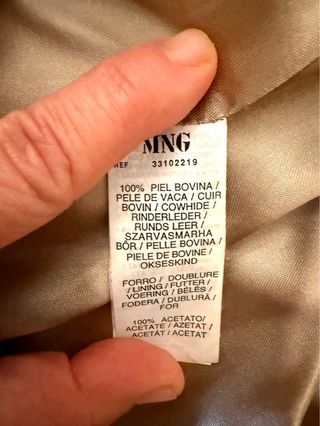 MNG
REF 33102219
100% PIEL BOVINA /
PELE DE VACA / CUIR
BOVIN / COWHIDE /
RINDERLEDER /
RUNDS LEER /
SZARVASMARHA
BŐR / PELLE BOVINA /
PIELE DE BOVINE /
OKSESKIND
FORRO / DOUBLURE
/ LINING / FUTTER /
VOERING / BÉLÉS /
FODERA / DUBLURĂ /
FOR
100% ACETATO/
ACETATE / AZETAT /
ACETÁT / ACETAT